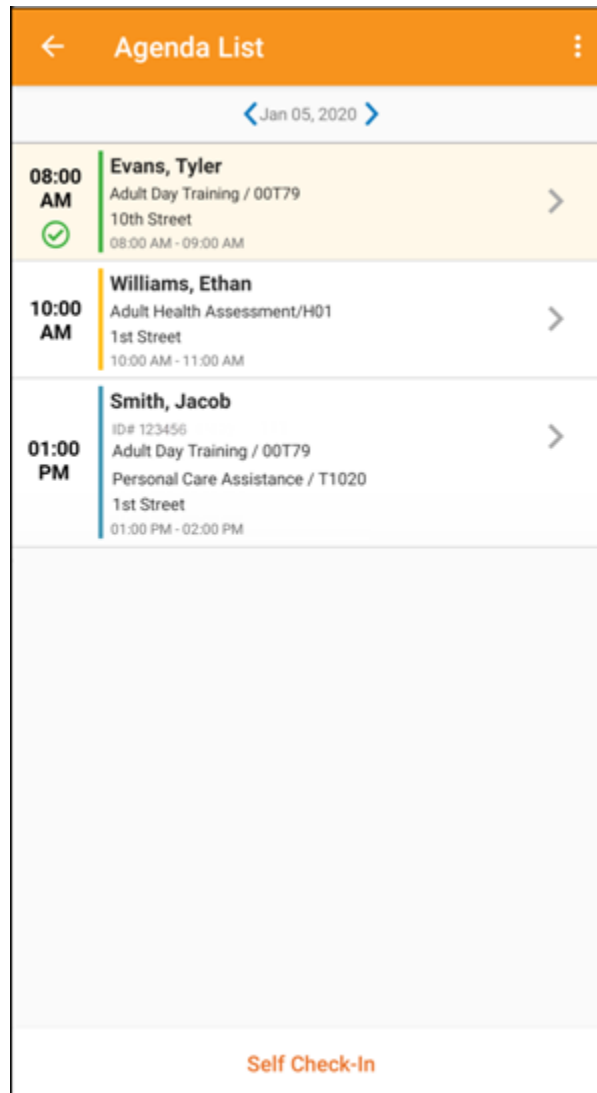 Agenda List
Jan 05, 2020
08:00
AM
Evans, Tyler
Adult Day Training / 00T79
10th Street
08:00 AM - 09:00 AM
10:00
AM
Williams, Ethan
Adult Health Assessment/H01
1st Street
10:00 AM - 11:00 AM
01:00
PM
Smith, Jacob
ID# 123456
Adult Day Training / 00T79
Personal Care Assistance / T1020
1st Street
01:00 PM - 02:00 PM
Self Check-In